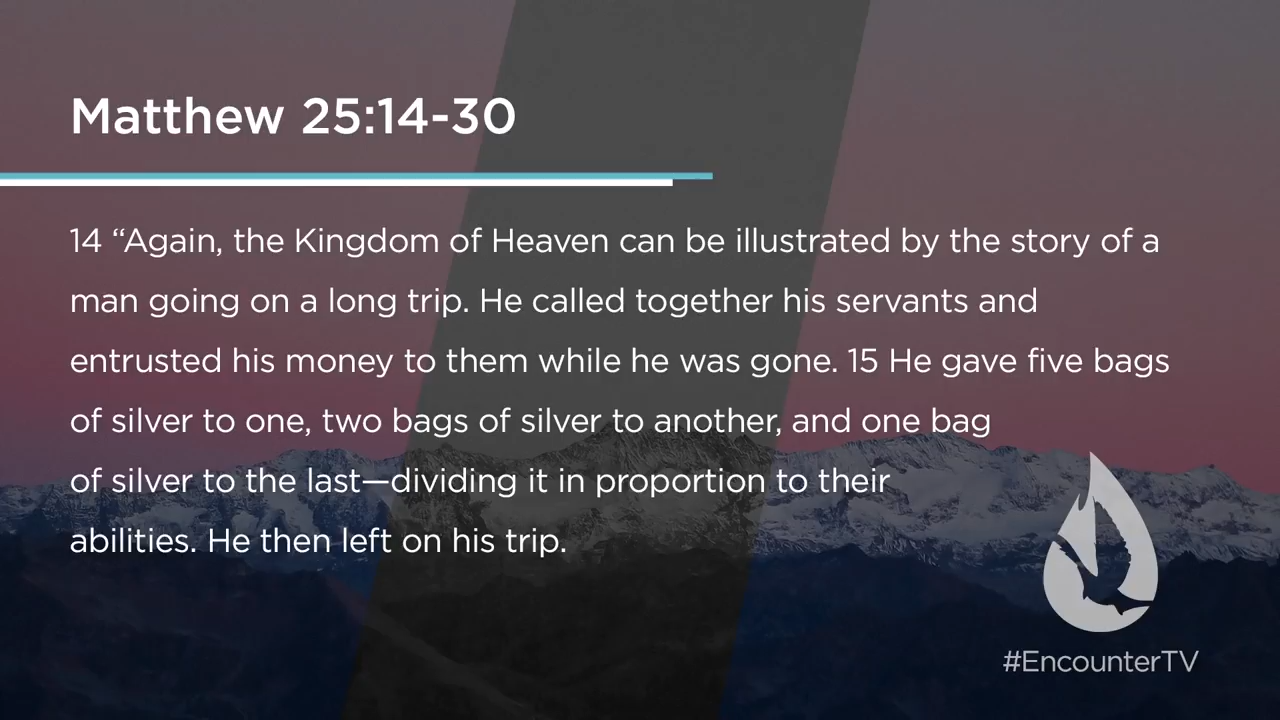 Matthew 25:14-30
14 “Again, the Kingdom of Heaven can be illustrated by the story of a
man going on a long trip. He called together his servants and
entrusted his money to them while he was gone. 15 He gave five bags
of silver to one, two bags of silver to another, and one bag
of silver to the last—dividing it in proportion to their
abilities. He then left on his trip.
#EncounterTV